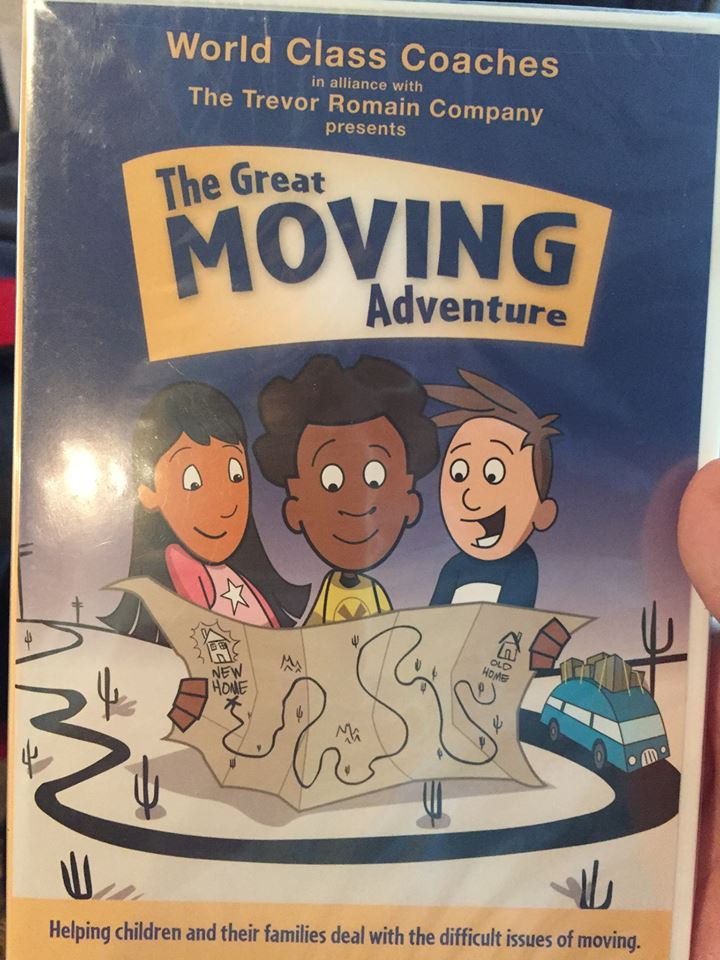 World Class Coaches
in alliance with
The Trevor Romain Company
presents
The Great
MOVING
Adventure
NEW
HOME
OLD
HOME
Helping children and their families deal with the difficult issues of moving.